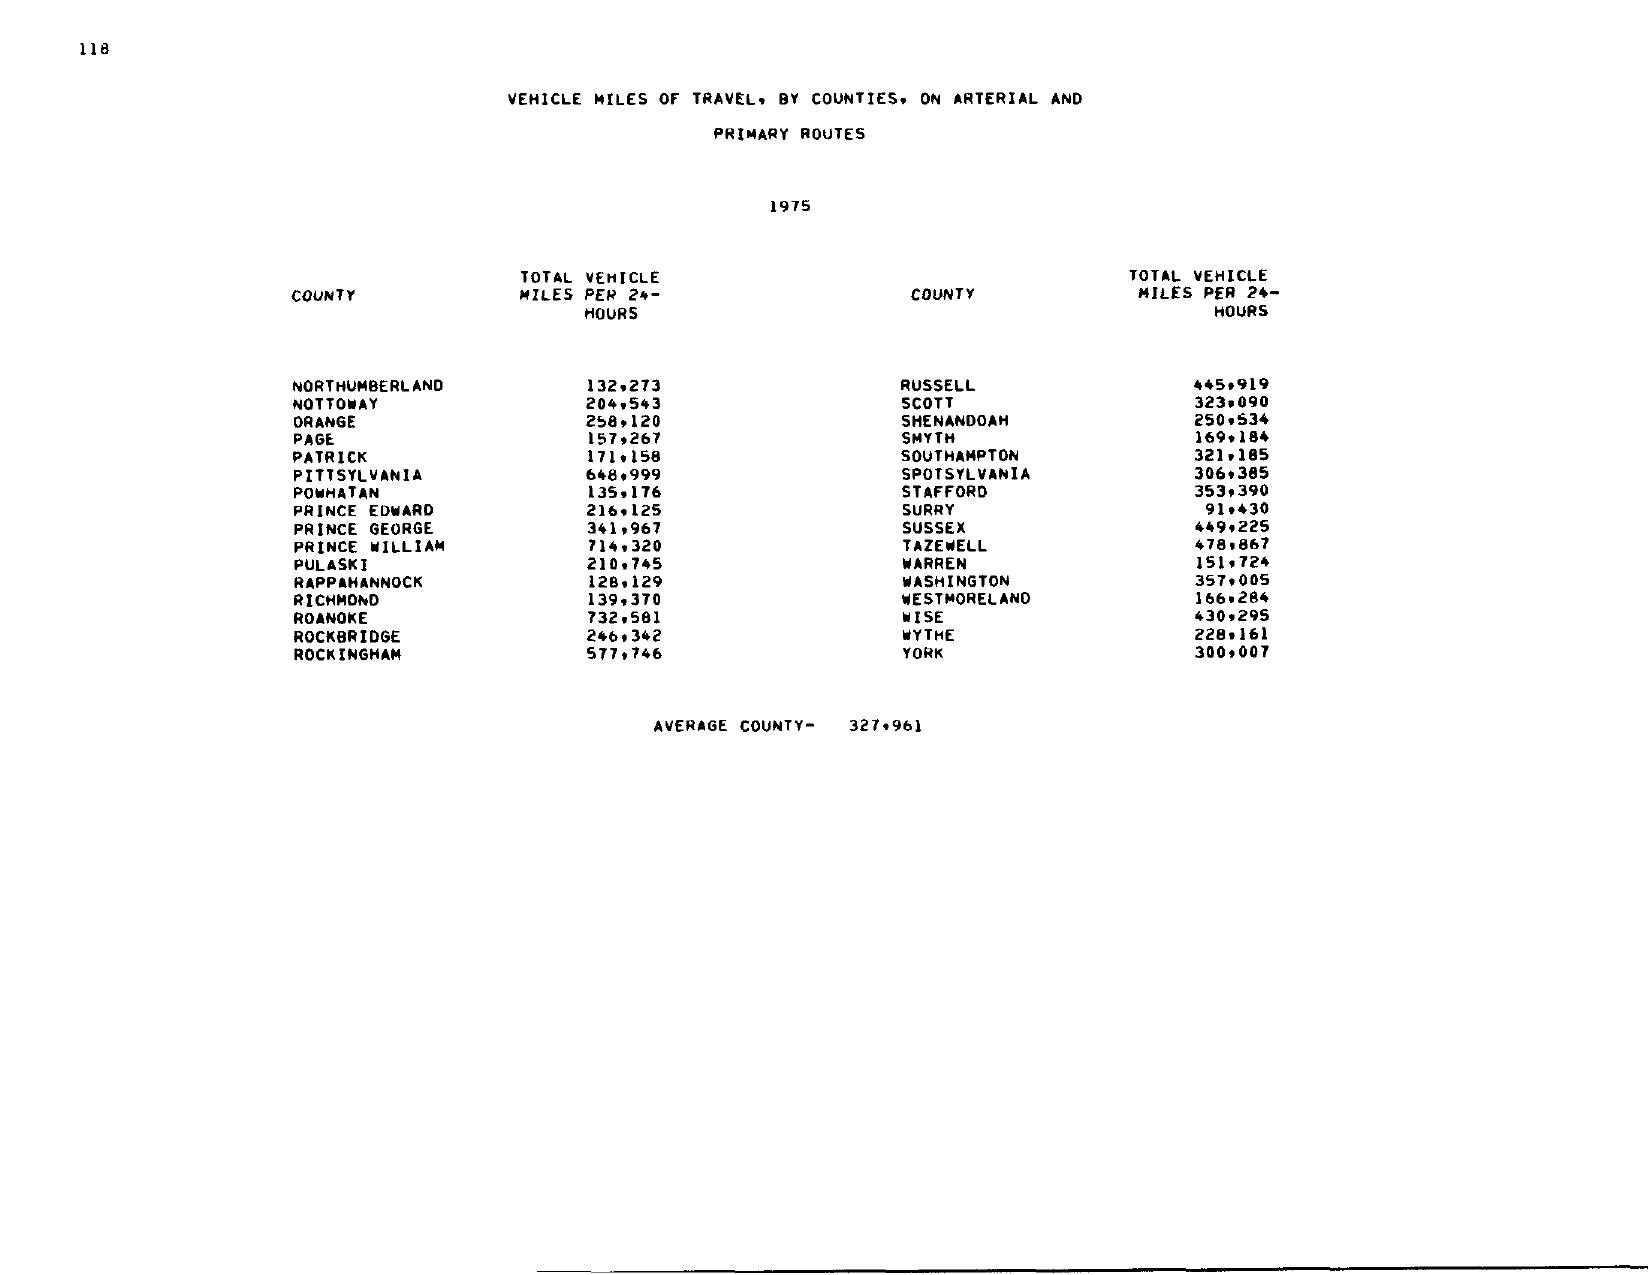 118
VEHICLE MILES OF TRAVEL, BY COUNTIES, ON ARTERIAL AND
PRIMARY ROUTES
1975
TOTAL VEHICLE TOTAL VEHICLE
COUNTY MILES PER 24- COUNTY MILES PER 24-
HOURS HOURS
NORTHUMBERLAND 132,273 RUSSELL 445,919
NOTTOWAY 204,543 SCOTT 323,090
ORANGE 258,120 SHENANDOAH 250,534
PAGE 157,267 SMYTH 169,184
PATRICK 171,158 SOUTHAMPTON 321,185
PITTSYLVANIA 648,999 SPOTSYLVANIA 306,385
POWHATAN 135,176 STAFFORD 353,390
PRINCE EDWARD 216,125 SURRY 91,430
PRINCE GEORGE 341,967 SUSSEX 449,225
PRINCE WILLIAM 714,320 TAZEWELL 478,867
PULASKI 210,745 WARREN 151,724
RAPPAHANNOCK 128,129 WASHINGTON 357,005
RICHMOND 139,370 WESTMORELAND 166,284
ROANOKE 732,581 WISE 430,295
ROCKBRIDGE 246,342 WYTHE 228,161
ROCKINGHAM 577,746 YORK 300,007
AVERAGE COUNTY- 327,961